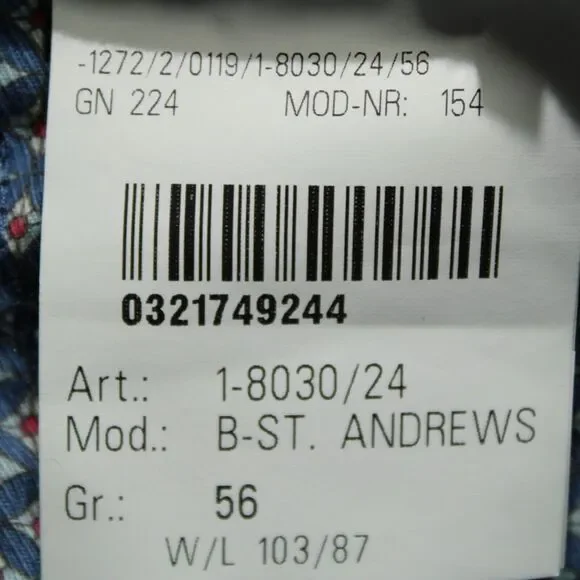 -1272/2/0119/1-8030/24/56
GN 224 MOD-NR: 154
0321749244
Art.: 1-8030/24
Mod.: B-ST. ANDREWS
Gr.: 56
W/L 103/87